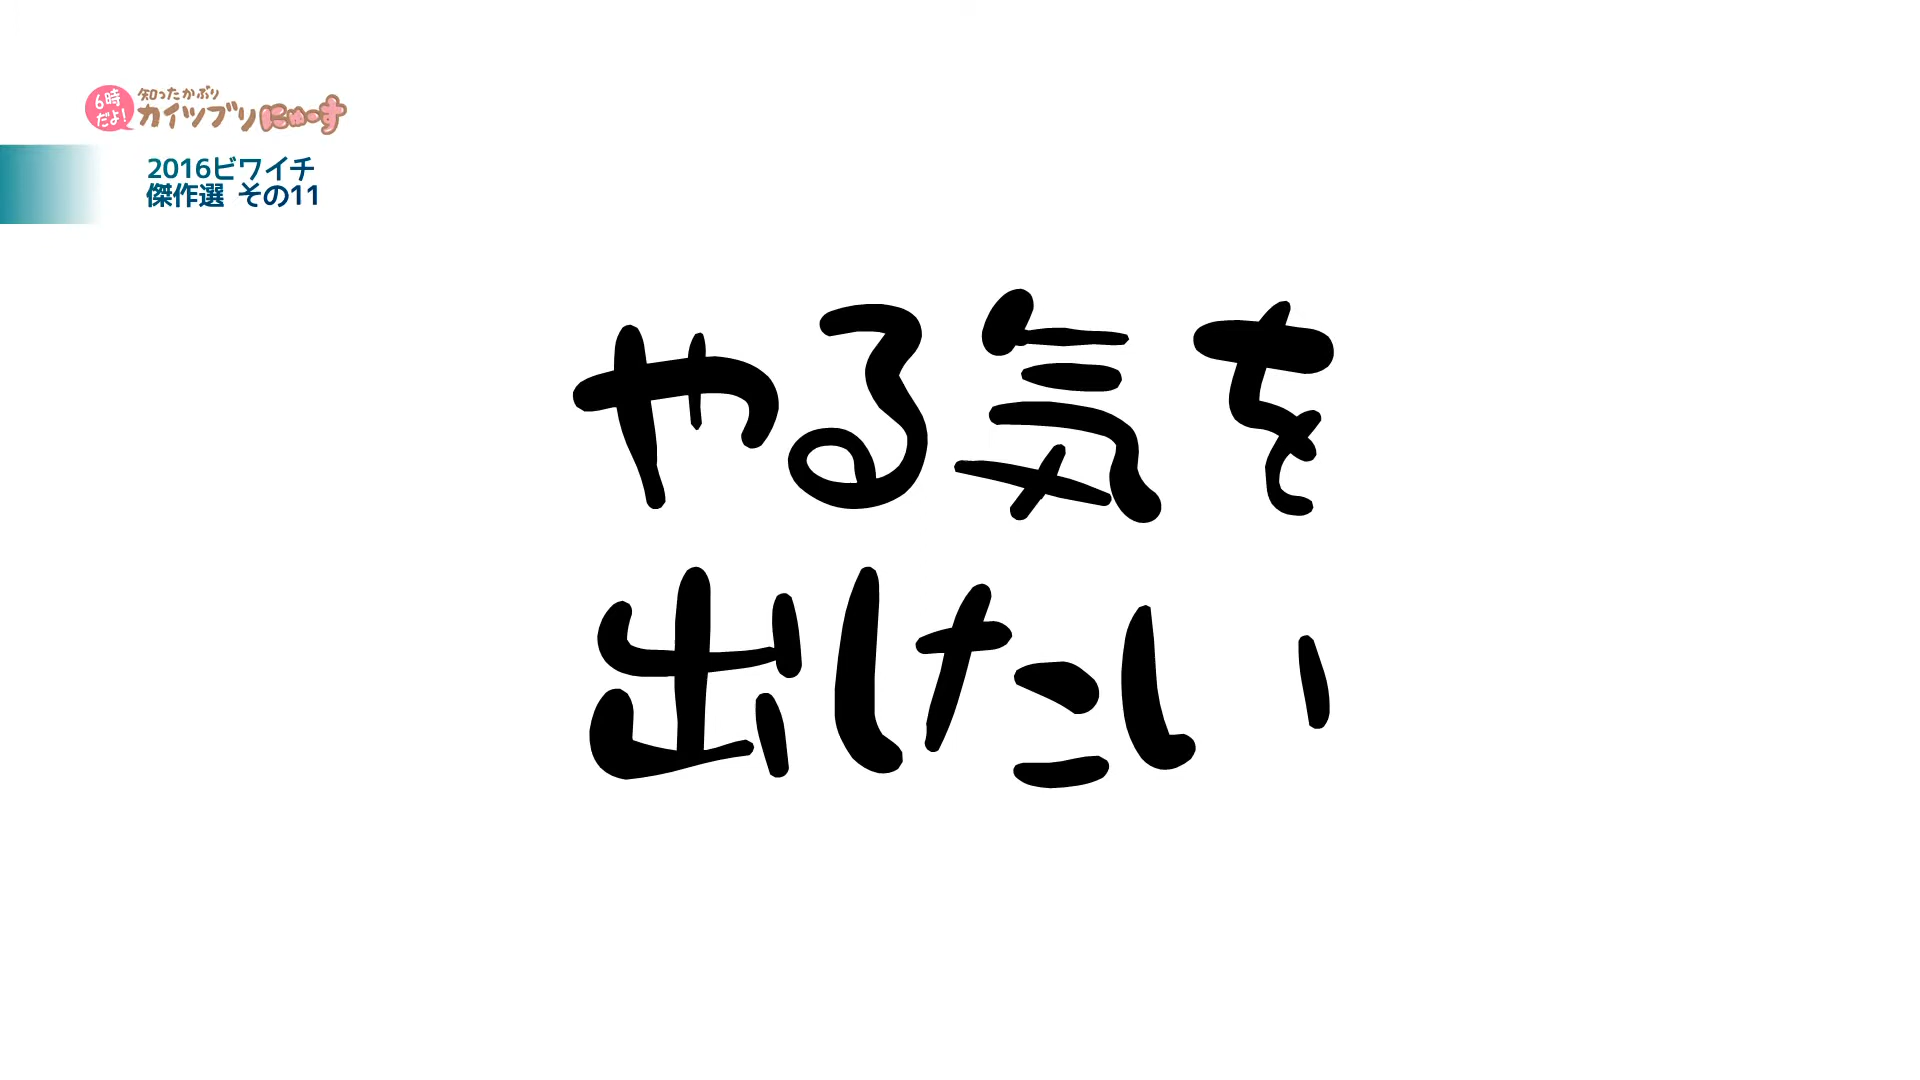 6時
だよ!
知ったかぶり
カイツブリにゅーす
2016ビワイチ
傑作選 その11
やる気を
出したい